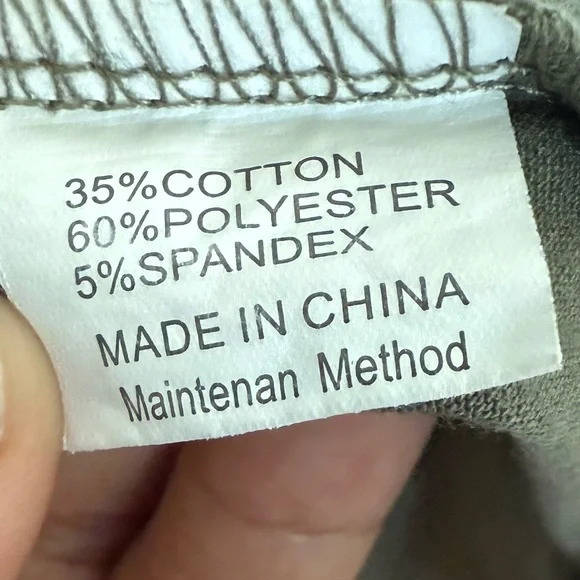 35%COTTON
60%POLYESTER
5%SPANDEX
MADE IN CHINA
Maintenan Method